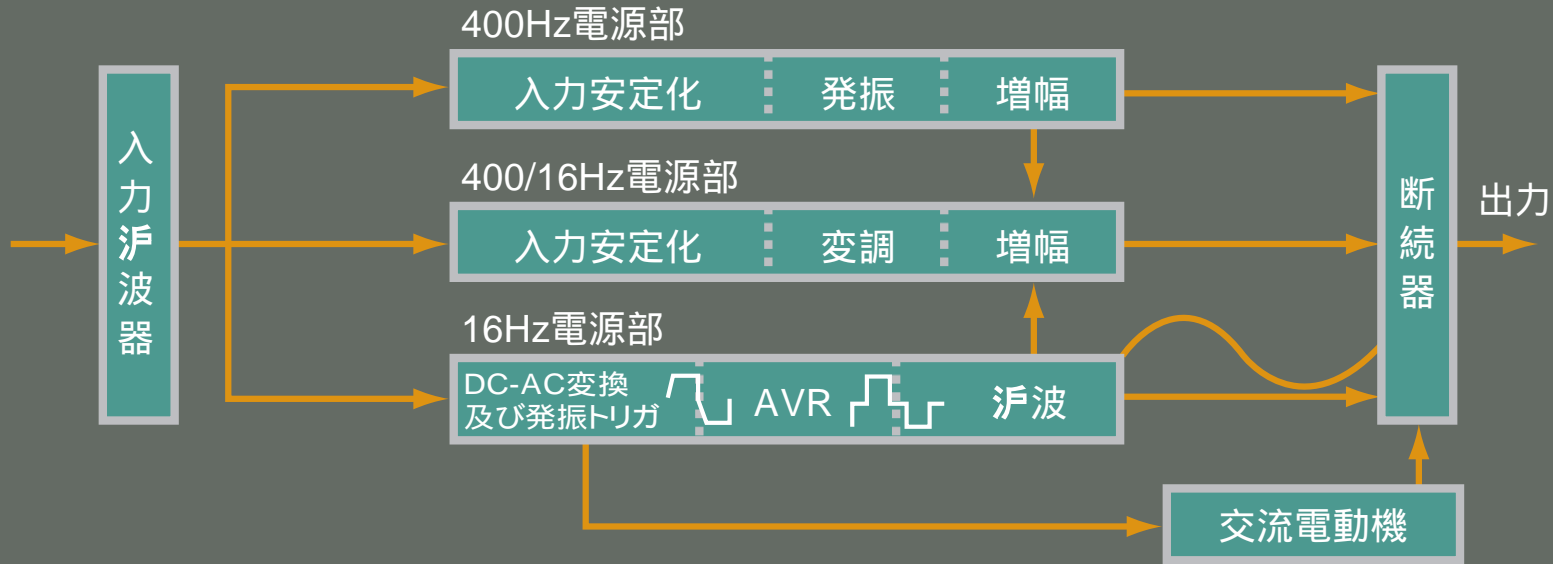 400Hz電源部
入力安定化 発振 増幅
入力沪波器
400/16Hz電源部
入力安定化 変調 増幅
断続器
出力
16Hz電源部
DC-AC変換
及び発振トリガ
AVR
沪波
交流電動機